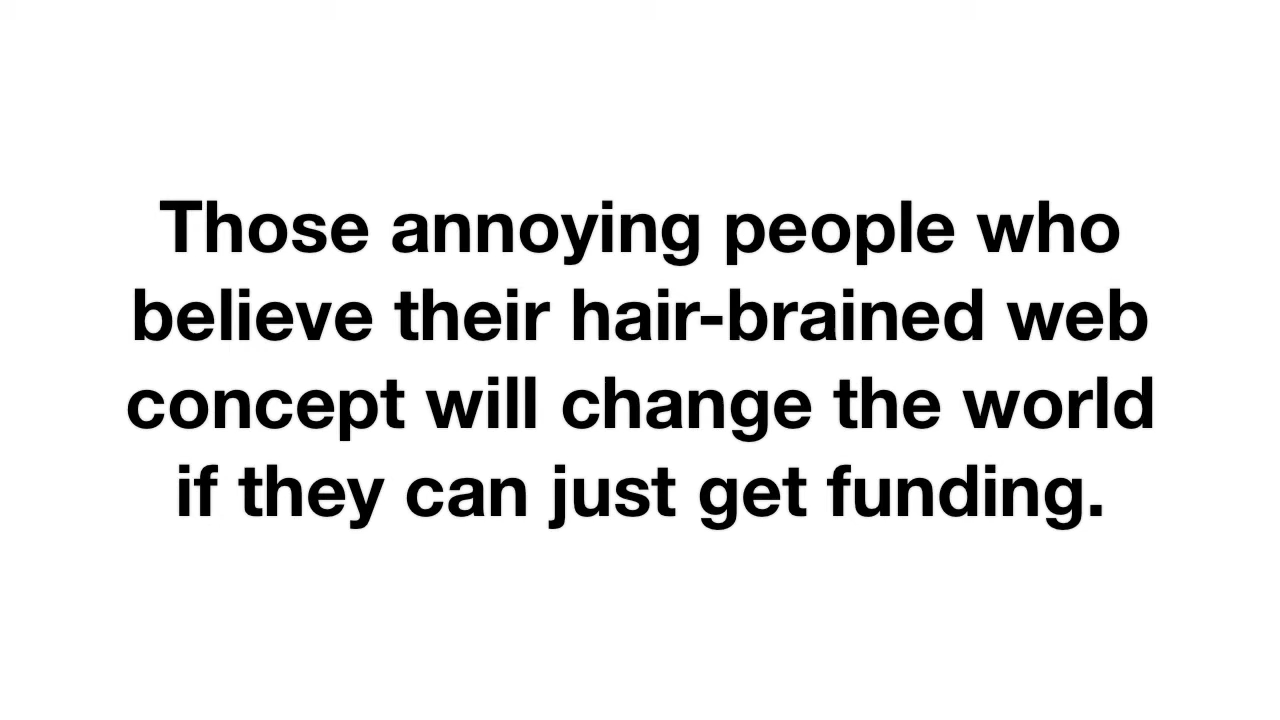 Those annoying people who
believe their hair-brained web
concept will change the world
if they can just get funding.